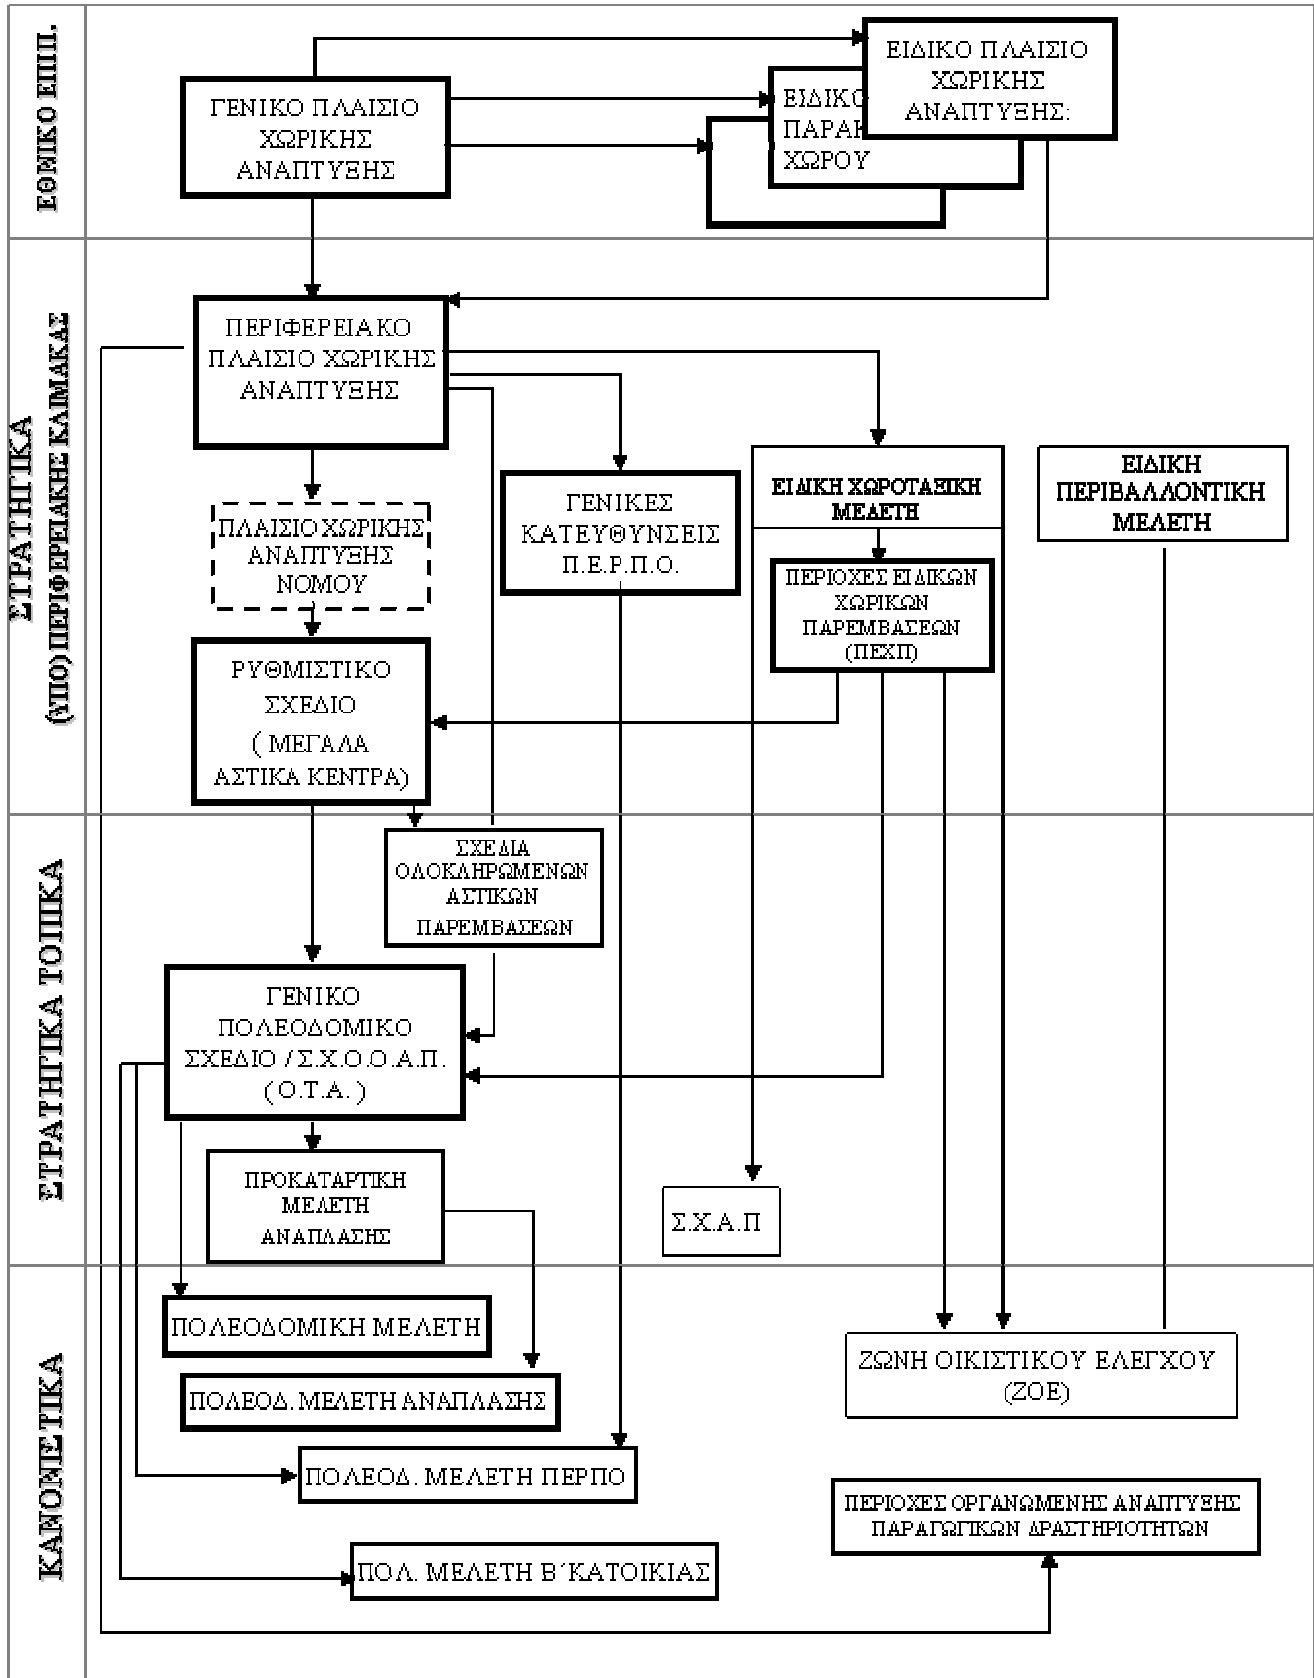 ΕΘΝΙΚΟ ΕΠΙΠ.
ΓΕΝΙΚΟ ΠΛΑΙΣΙΟ
ΧΩΡΙΚΗΣ
ΑΝΑΠΤΥΞΗΣ
ΕΙΔΙΚΟ ΠΛΑΙΣΙΟ
ΧΩΡΙΚΗΣ
ΑΝΑΠΤΥΞΗΣ:
ΕΙΔΙΚΟ
ΠΑΡΑΚ
ΧΩΡΟΥ
ΣΤΡΑΤΗΓΙΚΑ
(ΥΠΟ) ΠΕΡΙΦΕΡΕΙΑΚΗΣ ΚΛΙΜΑΚΑΣ
ΠΕΡΙΦΕΡΕΙΑΚΟ
ΠΛΑΙΣΙΟ ΧΩΡΙΚΗΣ
ΑΝΑΠΤΥΞΗΣ
ΠΛΑΙΣΙΟ ΧΩΡΙΚΗΣ
ΑΝΑΠΤΥΞΗΣ
ΝΟΜΟΥ
ΓΕΝΙΚΕΣ
ΚΑΤΕΥΘΥΝΣΕΙΣ
Π.Ε.Ρ.Π.Ο.
ΕΙΔΙΚΗ ΧΩΡΟΤΑΞΙΚΗ
ΜΕΛΕΤΗ
ΕΙΔΙΚΗ
ΠΕΡΙΒΑΛΛΟΝΤΙΚΗ
ΜΕΛΕΤΗ
ΠΕΡΙΟΧΕΣ ΕΙΔΙΚΩΝ
ΧΩΡΙΚΩΝ
ΠΑΡΕΜΒΑΣΕΩΝ
(ΠΕΧΠ)
ΡΥΘΜΙΣΤΙΚΟ
ΣΧΕΔΙΟ
( ΜΕΓΑΛΑ
ΑΣΤΙΚΑ ΚΕΝΤΡΑ)
ΣΤΡΑΤΗΓΙΚΑ ΤΟΠΙΚΑ
ΣΧΕΔΙΑ
ΟΛΟΚΛΗΡΩΜΕΝΩΝ
ΑΣΤΙΚΩΝ
ΠΑΡΕΜΒΑΣΕΩΝ
ΓΕΝΙΚΟ
ΠΟΛΕΟΔΟΜΙΚΟ
ΣΧΕΔΙΟ / Σ.Χ.Ο.Ο.Α.Π.
( Ο.Τ.Α. )
ΠΡΟΚΑΤΑΡΤΙΚΗ
ΜΕΛΕΤΗ
ΑΝΑΠΛΑΣΗΣ
Σ.Χ.Α.Π
ΚΑΝΟΝΙΣΤΙΚΑ
ΠΟΛΕΟΔΟΜΙΚΗ ΜΕΛΕΤΗ
ΖΩΝΗ ΟΙΚΙΣΤΙΚΟΥ ΕΛΕΓΧΟΥ
(ΖΟΕ)
ΠΟΛΕΟΔ. ΜΕΛΕΤΗ ΑΝΑΠΛΑΣΗΣ
ΠΟΛΕΟΔ. ΜΕΛΕΤΗ ΠΕΡΠΟ
ΠΕΡΙΟΧΕΣ ΟΡΓΑΝΩΜΕΝΗΣ ΑΝΑΠΤΥΞΗΣ
ΠΑΡΑΓΩΓΙΚΩΝ ΔΡΑΣΤΗΡΙΟΤΗΤΩΝ
ΠΟΛ. ΜΕΛΕΤΗ Β΄ΚΑΤΟΙΚΙΑΣ